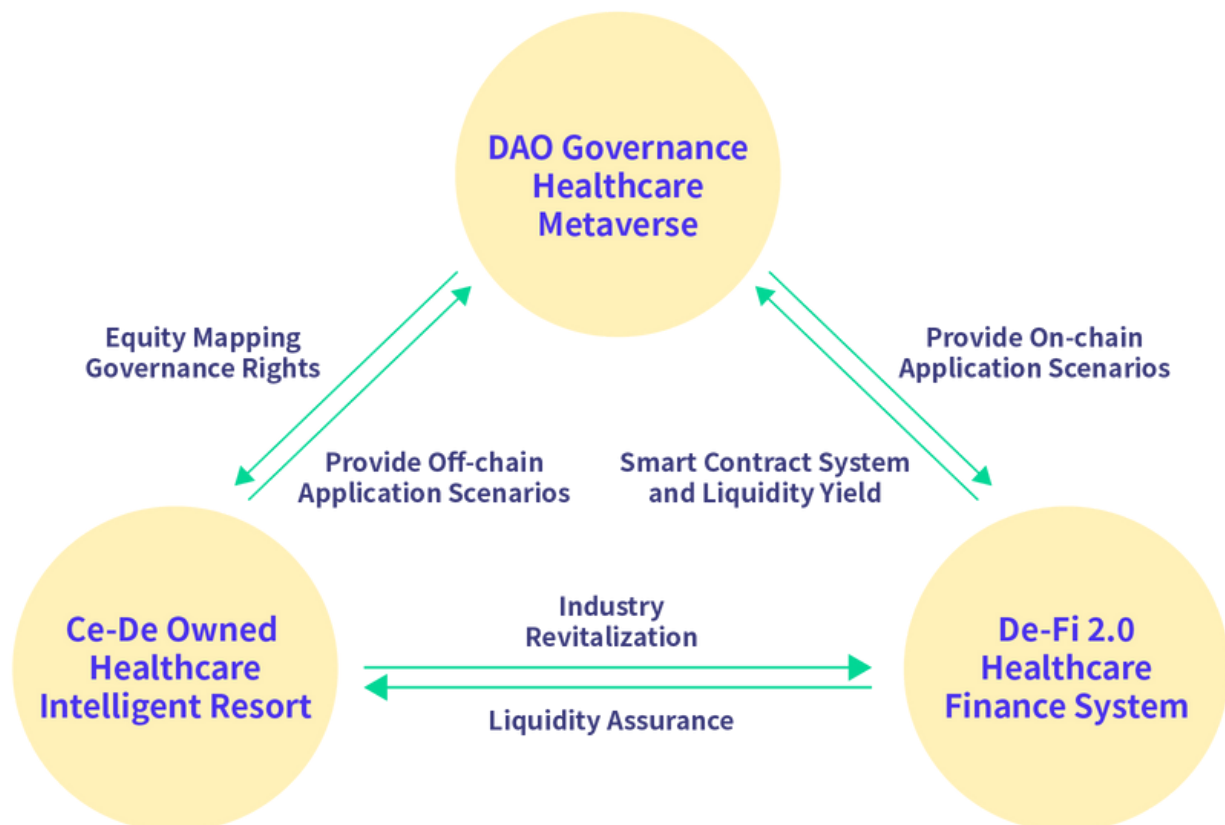 DAO Governance
Healthcare
Metaverse
Equity Mapping
Governance Rights
Provide On-chain
Application Scenarios
Provide Off-chain
Application Scenarios
Smart Contract System
and Liquidity Yield
Ce-De Owned
Healthcare
Intelligent Resort
Industry
Revitalization
Liquidity Assurance
De-Fi 2.0
Healthcare
Finance System